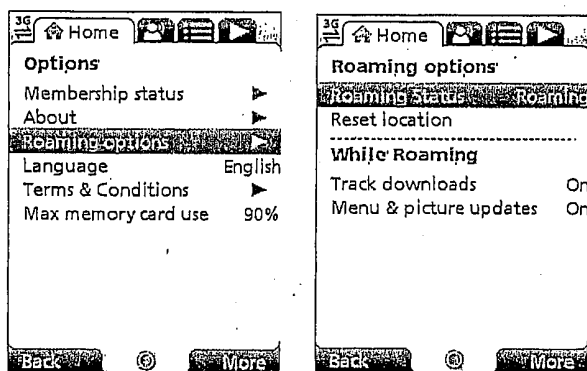 3G
Home
Options
Membership status
About
Roaming options
Language English
Terms & Conditions
Max memory card use 90%
Back More
3G
Home
Roaming options
Roaming Status Roaming
Reset location
While Roaming
Track downloads On
Menu & picture updates On
Back More